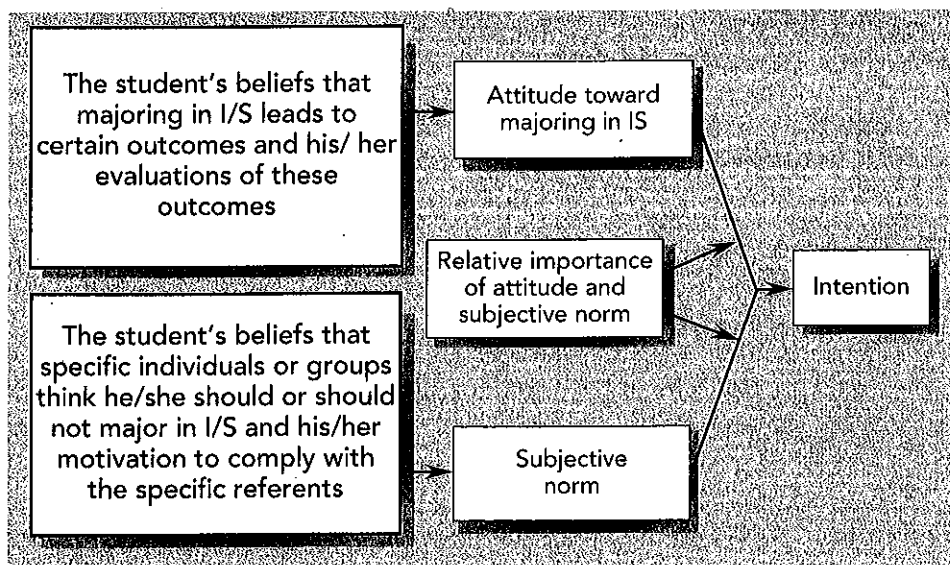 The student's beliefs that
majoring in I/S leads to
certain outcomes and his/ her
evaluations of these
outcomes
Attitude toward
majoring in IS
Relative importance
of attitude and
subjective norm
Intention
The student's beliefs that
specific individuals or groups
think he/she should or should
not major in I/S and his/her
motivation to comply with
the specific referents
Subjective
norm